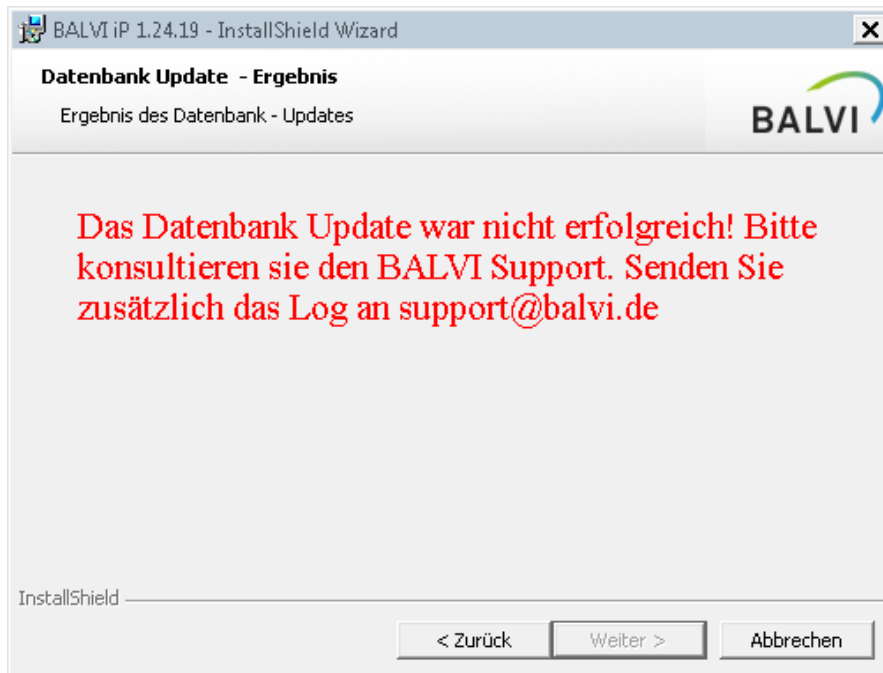 BALVI iP 1.24.19 - InstallShield Wizard
Datenbank Update - Ergebnis
Ergebnis des Datenbank - Updates
BALVI
Das Datenbank Update war nicht erfolgreich! Bitte
konsultieren sie den BALVI Support. Senden Sie
zusätzlich das Log an support@balvi.de
InstallShield
< Zurück
Weiter >
Abbrechen